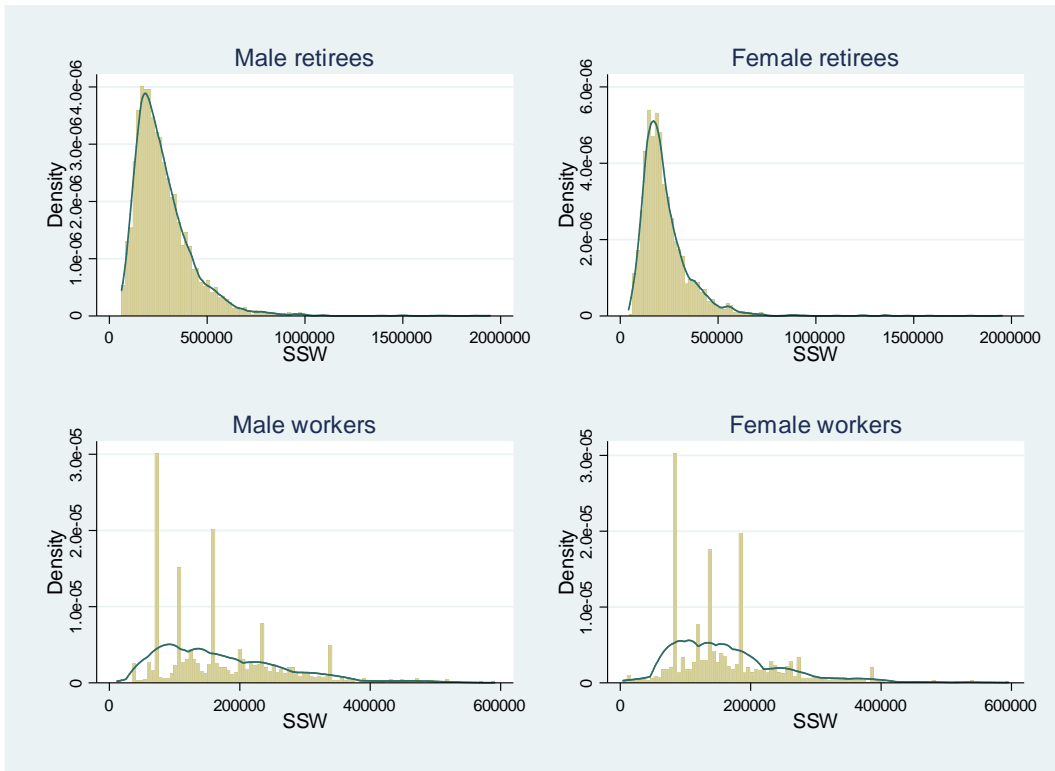 Male retirees
Density
0 1.0e-06 2.0e-06 3.0e-06 4.0e-06
0 500000 1000000 1500000 2000000
SSW
Female retirees
Density
0 2.0e-06 4.0e-06 6.0e-06
0 500000 1000000 1500000 2000000
SSW
Male workers
Density
0 1.0e-05 2.0e-05 3.0e-05
0 200000 400000 600000
SSW
Female workers
Density
0 1.0e-05 2.0e-05 3.0e-05
0 200000 400000 600000
SSW